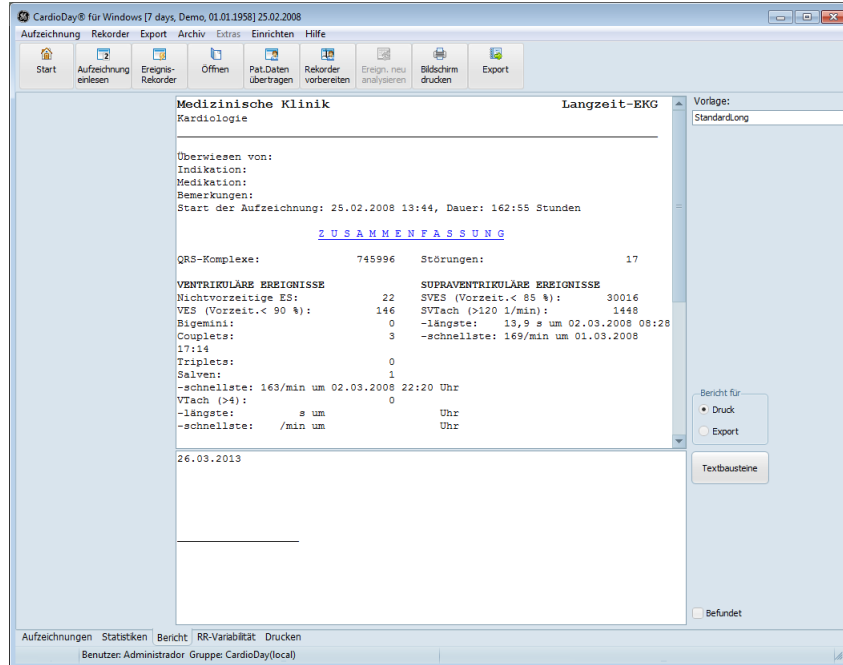 CardioDay® für Windows [7 days, Demo, 01.01.1958] 25.02.2008
Aufzeichnung Rekorder Export Archiv Extras Einrichten Hilfe
Start
Aufzeichnung einlesen
Ereignis-Rekorder
Öffnen
Pat.Daten übertragen
Rekorder vorbereiten
Ereign. neu analysieren
Bildschirm drucken
Export
Medizinische Klinik Langzeit-EKG
Kardiologie
Überwiesen von:
Indikation:
Medikation:
Bemerkungen:
Start der Aufzeichnung: 25.02.2008 13:44, Dauer: 162:55 Stunden
Z U S A M M E N F A S S U N G
QRS-Komplexe: 745996 Störungen: 17
VENTRIKULÄRE EREIGNISSE SUPRAVENTRIKULÄRE EREIGNISSE
Nichtvorzeitige ES: 22 SVES (Vorzeit.< 85 %): 30016
VES (Vorzeit.< 90 %): 146 SVTach (>120 1/min): 1448
Bigemini: 0 -längste: 13,9 s um 02.03.2008 08:28
Couplets: 3 -schnellste: 169/min um 01.03.2008
17:14
Triplets: 0
Salven: 1
-schnellste: 163/min um 02.03.2008 22:20 Uhr
VTach (>4): 0
-längste: s um Uhr
-schnellste: /min um Uhr
26.03.2013
Vorlage:
StandardLong
Bericht für
Druck
Export
Textbausteine
Befundet
Aufzeichnungen Statistiken Bericht RR-Variabilität Drucken
Benutzer: Administrador Gruppe: CardioDay(local)